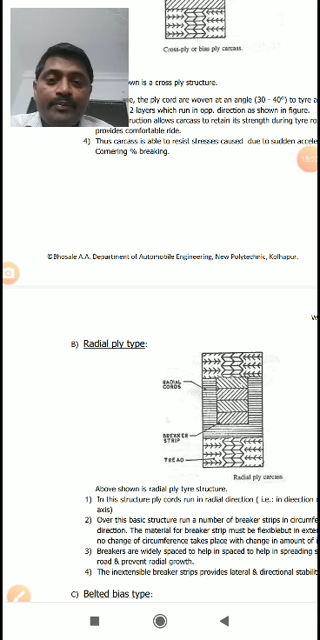 Cross-ply or bias ply carcass.
wn is a cross ply structure.
the ply cord are woven at an angle (30 - 40°) to tyre a
2 layers which run in opp. direction as shown in figure.
ruction allows carcass to retain its strength during tyre ro
provides comfortable ride.
4) Thus carcass is able to resist stresses caused due to sudden accele
Cornering % breaking.
©Bhosale A.A. Department of Automobile Engineering, New Polytechnic, Kolhapur.
Ve
B) Radial ply type:
RADIAL
CORDS
BREAKER
STRIP
TREAD
Radial ply carcass
Above shown is radial ply tyre structure.
1) In this structure ply cords run in radial direction ( i.e.: in dieection
axis)
2) Over this basic structure run a number of breaker strips in circumfe
direction. The material for breaker strip must be flexiblbut in exte
no change of circumference takes place with change in amount of i
3) Breakers are widely spaced to help in spaced to help in spreading s
road & prevent radial growth.
4) The inextensible breaker strips provides lateral & directional stabilit
C) Belted bias type: